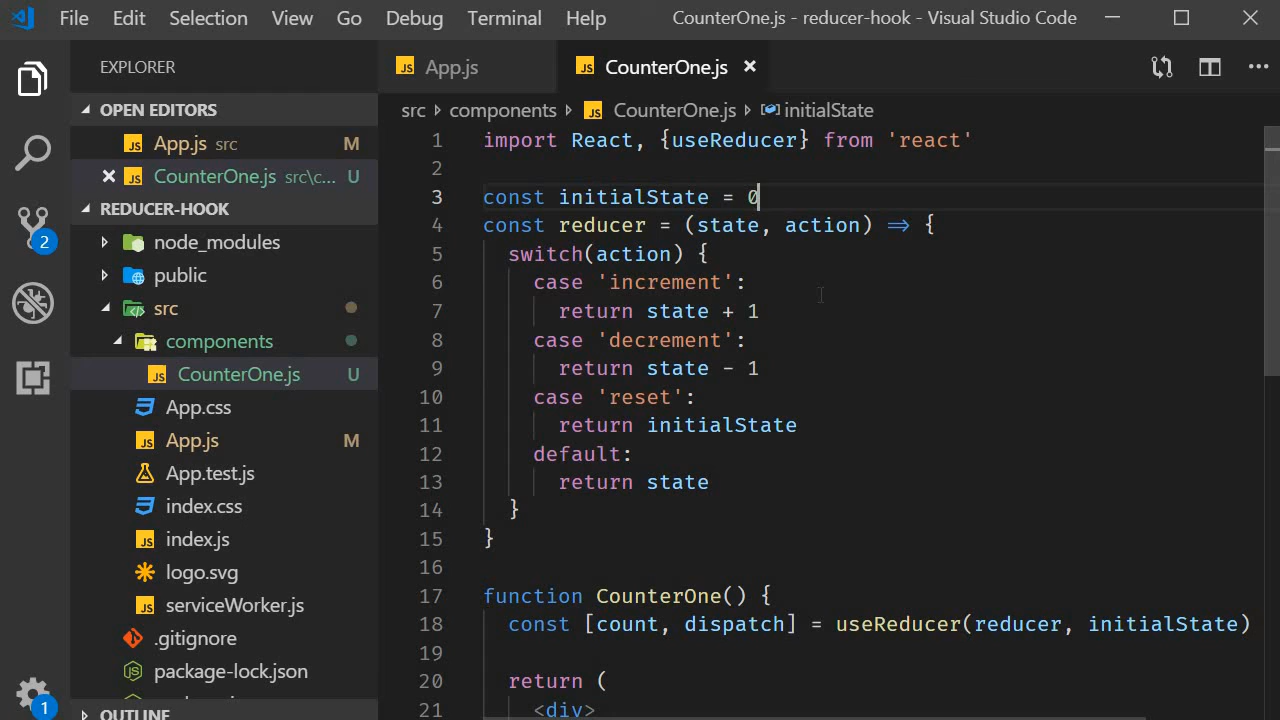 File Edit Selection View Go Debug Terminal Help CounterOne.js - reducer-hook - Visual Studio Code
EXPLORER
OPEN EDITORS
App.js src M
CounterOne.js src\c... U
REDUCER-HOOK
node_modules
public
src
components
CounterOne.js U
App.css
App.js M
App.test.js
index.css
index.js
logo.svg
serviceWorker.js
.gitignore
package-lock.json
OUTLINE
2
1
JS App.js JS CounterOne.js
src components JS CounterOne.js initialState
1 import React, {useReducer} from 'react'
2
3 const initialState = 0
4 const reducer = (state, action) => {
5 switch(action) {
6 case 'increment':
7 return state + 1
8 case 'decrement':
9 return state - 1
10 case 'reset':
11 return initialState
12 default:
13 return state
14 }
15 }
16
17 function CounterOne() {
18 const [count, dispatch] = useReducer(reducer, initialState)
19
20 return (
21 <div>